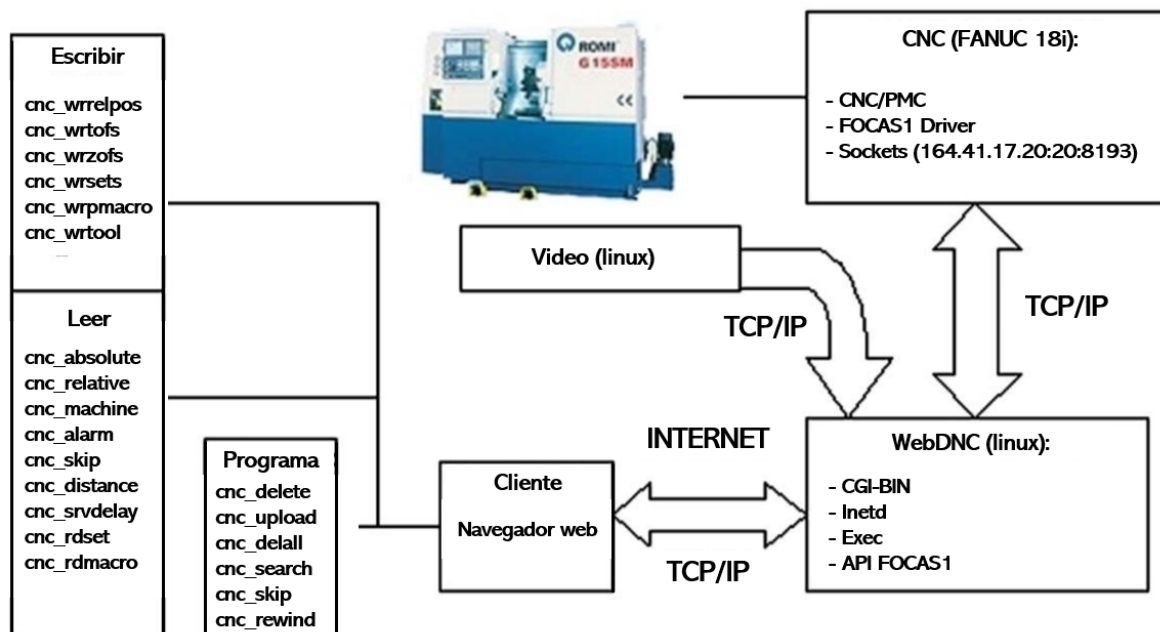 Escribir
cnc_wrrelpos
cnc_wrtofs
cnc_wrzofs
cnc_wrsets
cnc_wrpmacro
cnc_wrtool
Leer
cnc_absolute
cnc_relative
cnc_machine
cnc_alarm
cnc_skip
cnc_distance
cnc_srvdelay
cnc_rdset
cnc_rdmacro
Programa
cnc_delete
cnc_upload
cnc_delall
cnc_search
cnc_skip
cnc_rewind
ROMI
G 15SM
CE
Video (linux)
TCP/IP
Cliente
Navegador web
INTERNET
TCP/IP
CNC (FANUC 18i):
- CNC/PMC
- FOCAS1 Driver
- Sockets (164.41.17.20:20:8193)
TCP/IP
WebDNC (linux):
- CGI-BIN
- Inetd
- Exec
- API FOCAS1